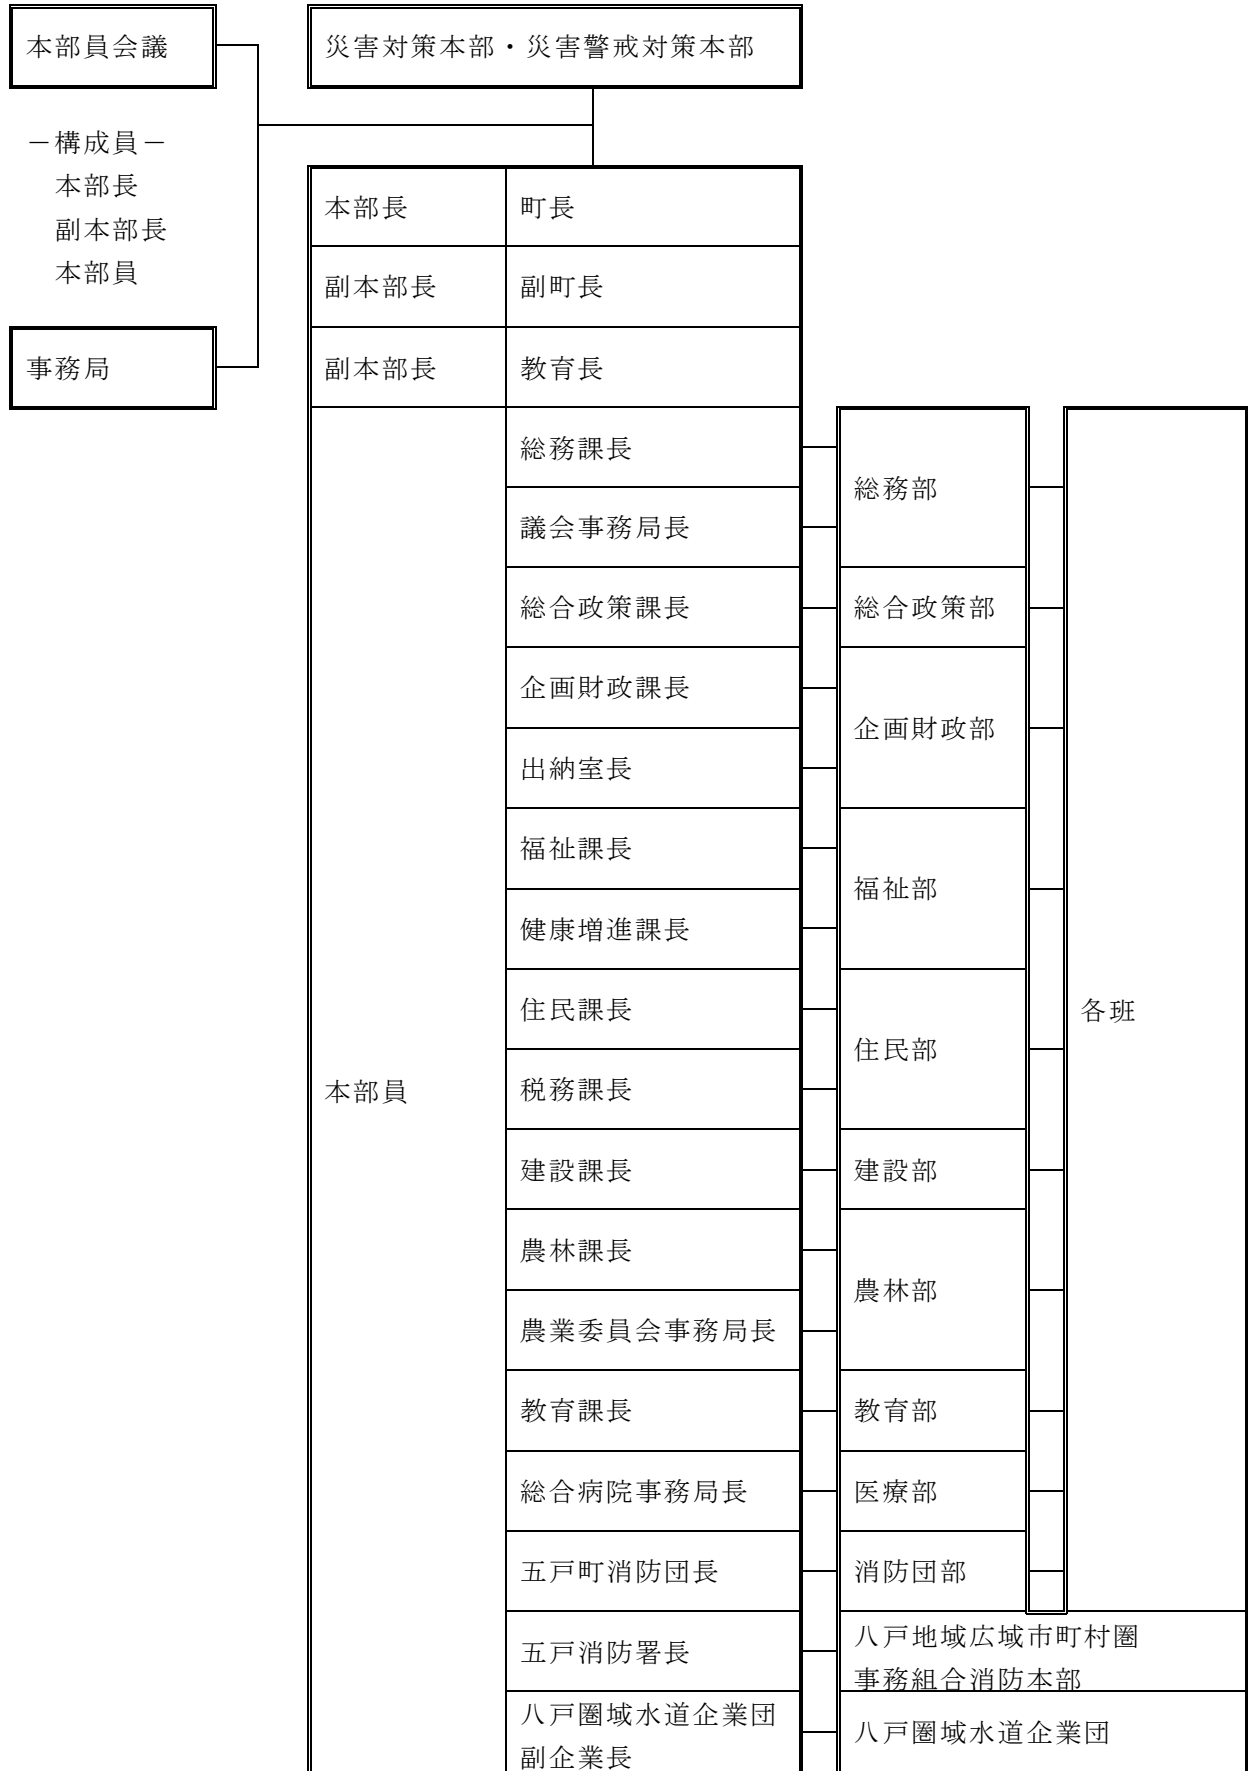 本部員会議
災害対策本部・災害警戒対策本部
－構成員－
本部長
副本部長
本部員
事務局
本部長 町長
副本部長 副町長
副本部長 教育長
本部員
総務課長
議会事務局長
総合政策課長
企画財政課長
出納室長
福祉課長
健康増進課長
住民課長
税務課長
建設課長
農林課長
農業委員会事務局長
教育課長
総合病院事務局長
五戸町消防団長
五戸消防署長
八戸圏域水道企業団
副企業長
総務部
総合政策部
企画財政部
福祉部
住民部
建設部
農林部
教育部
医療部
消防団部
八戸地域広域市町村圏
事務組合消防本部
八戸圏域水道企業団
各班